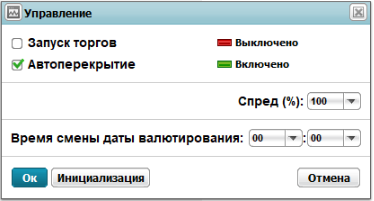 Управление
Запуск торгов Выключено
Автоперекрытие Включено
Спред (%): 100
Время смены даты валютирования: 00 : 00
Ок Инициализация Отмена